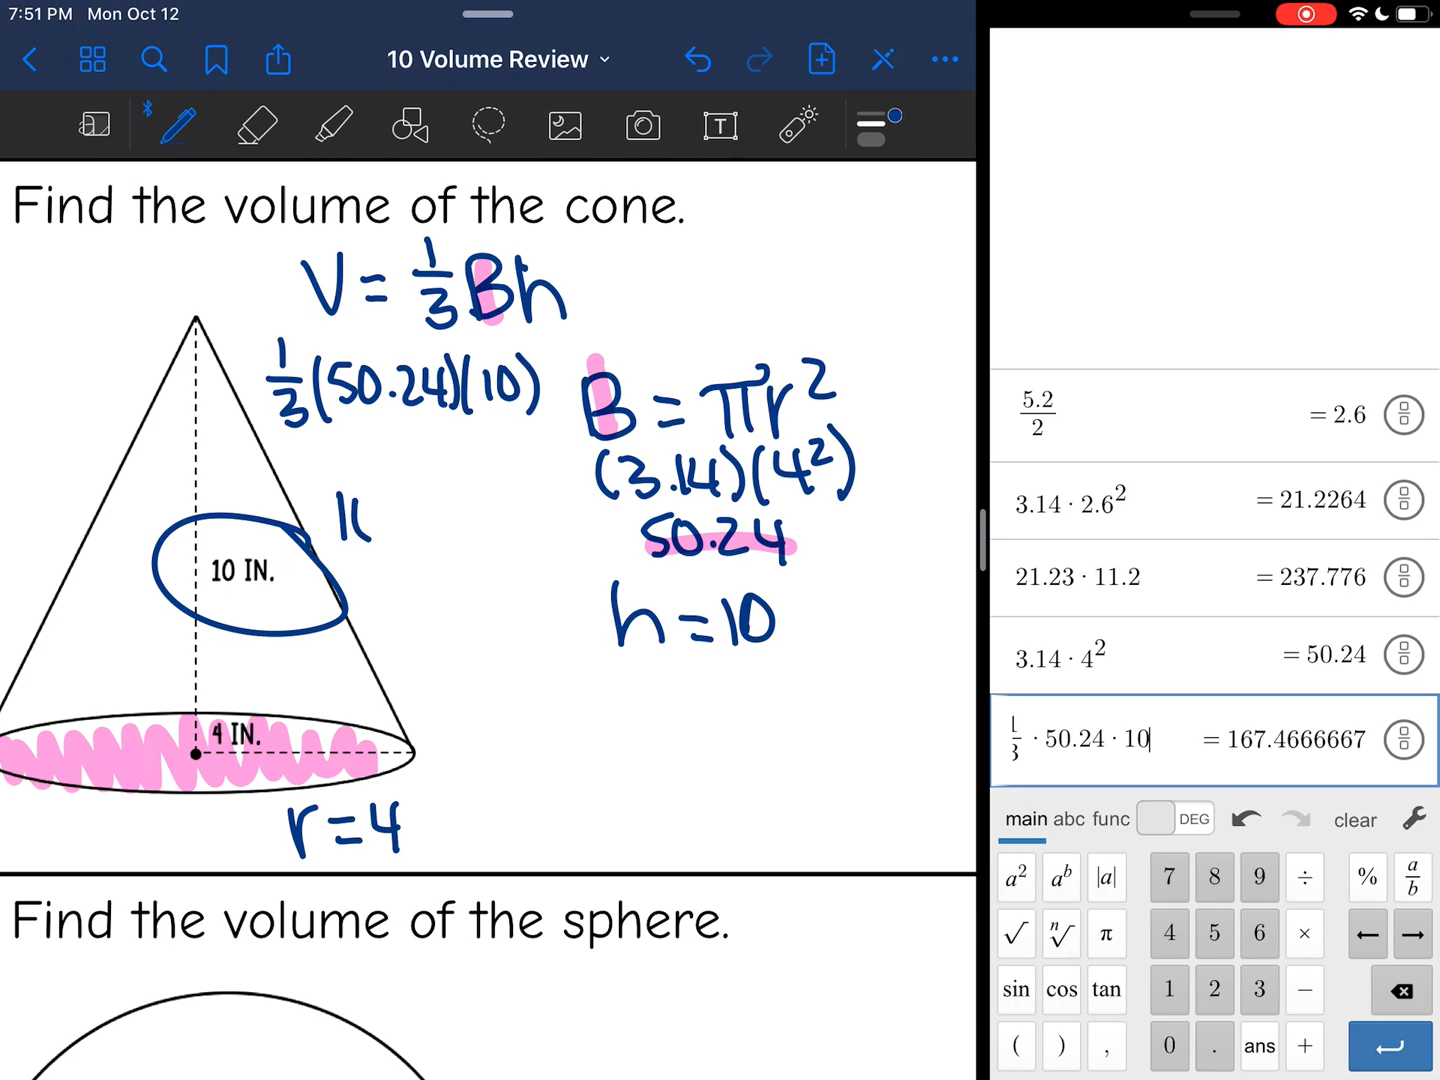 7:51 PM Mon Oct 12
10 Volume Review
T
Find the volume of the cone.
V = 1/3 Bh
1/3 (50.24)(10)
B = πr²
(3.14)(4²)
50.24
h = 10
10 IN.
4 IN.
r = 4
Find the volume of the sphere.
5.2/2 = 2.6
3.14 · 2.6² = 21.2264
21.23 · 11.2 = 237.776
3.14 · 4² = 50.24
1/3 · 50.24 · 10 = 167.4666667
main abc func DEG clear
a² aᵇ |a| 7 8 9 ÷ % a/b
√ ⁿ√ π 4 5 6 × ← →
sin cos tan 1 2 3 −
( ) , 0 . ans +